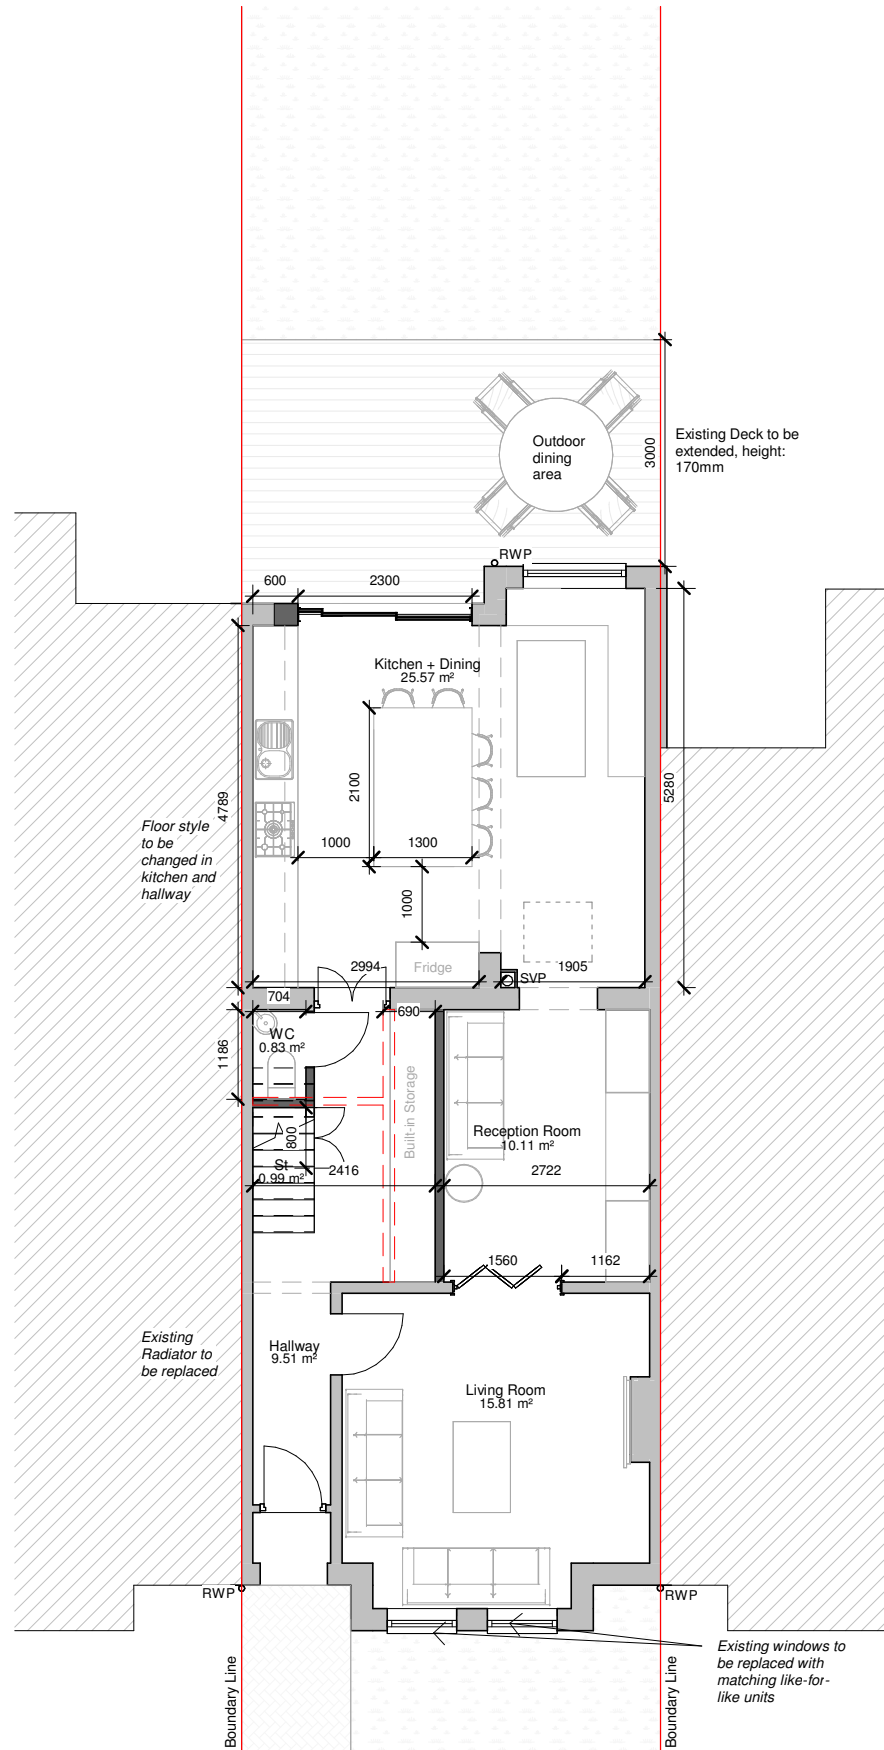 Outdoor
dining
area
3000
Existing Deck to be
extended, height:
170mm
RWP
600
2300
Kitchen + Dining
25.57 m²
2100
4789
5280
Floor style
to be
changed in
kitchen and
hallway
1000
1300
1000
Fridge
2994
1905
SVP
704
690
WC
0.83 m²
1186
Built-in Storage
800
Reception Room
10.11 m²
St
0.99 m²
2416
2722
1560
1162
Existing
Radiator to
be replaced
Hallway
9.51 m²
Living Room
15.81 m²
RWP
RWP
Existing windows to
be replaced with
matching like-for-
like units
Boundary Line
Boundary Line